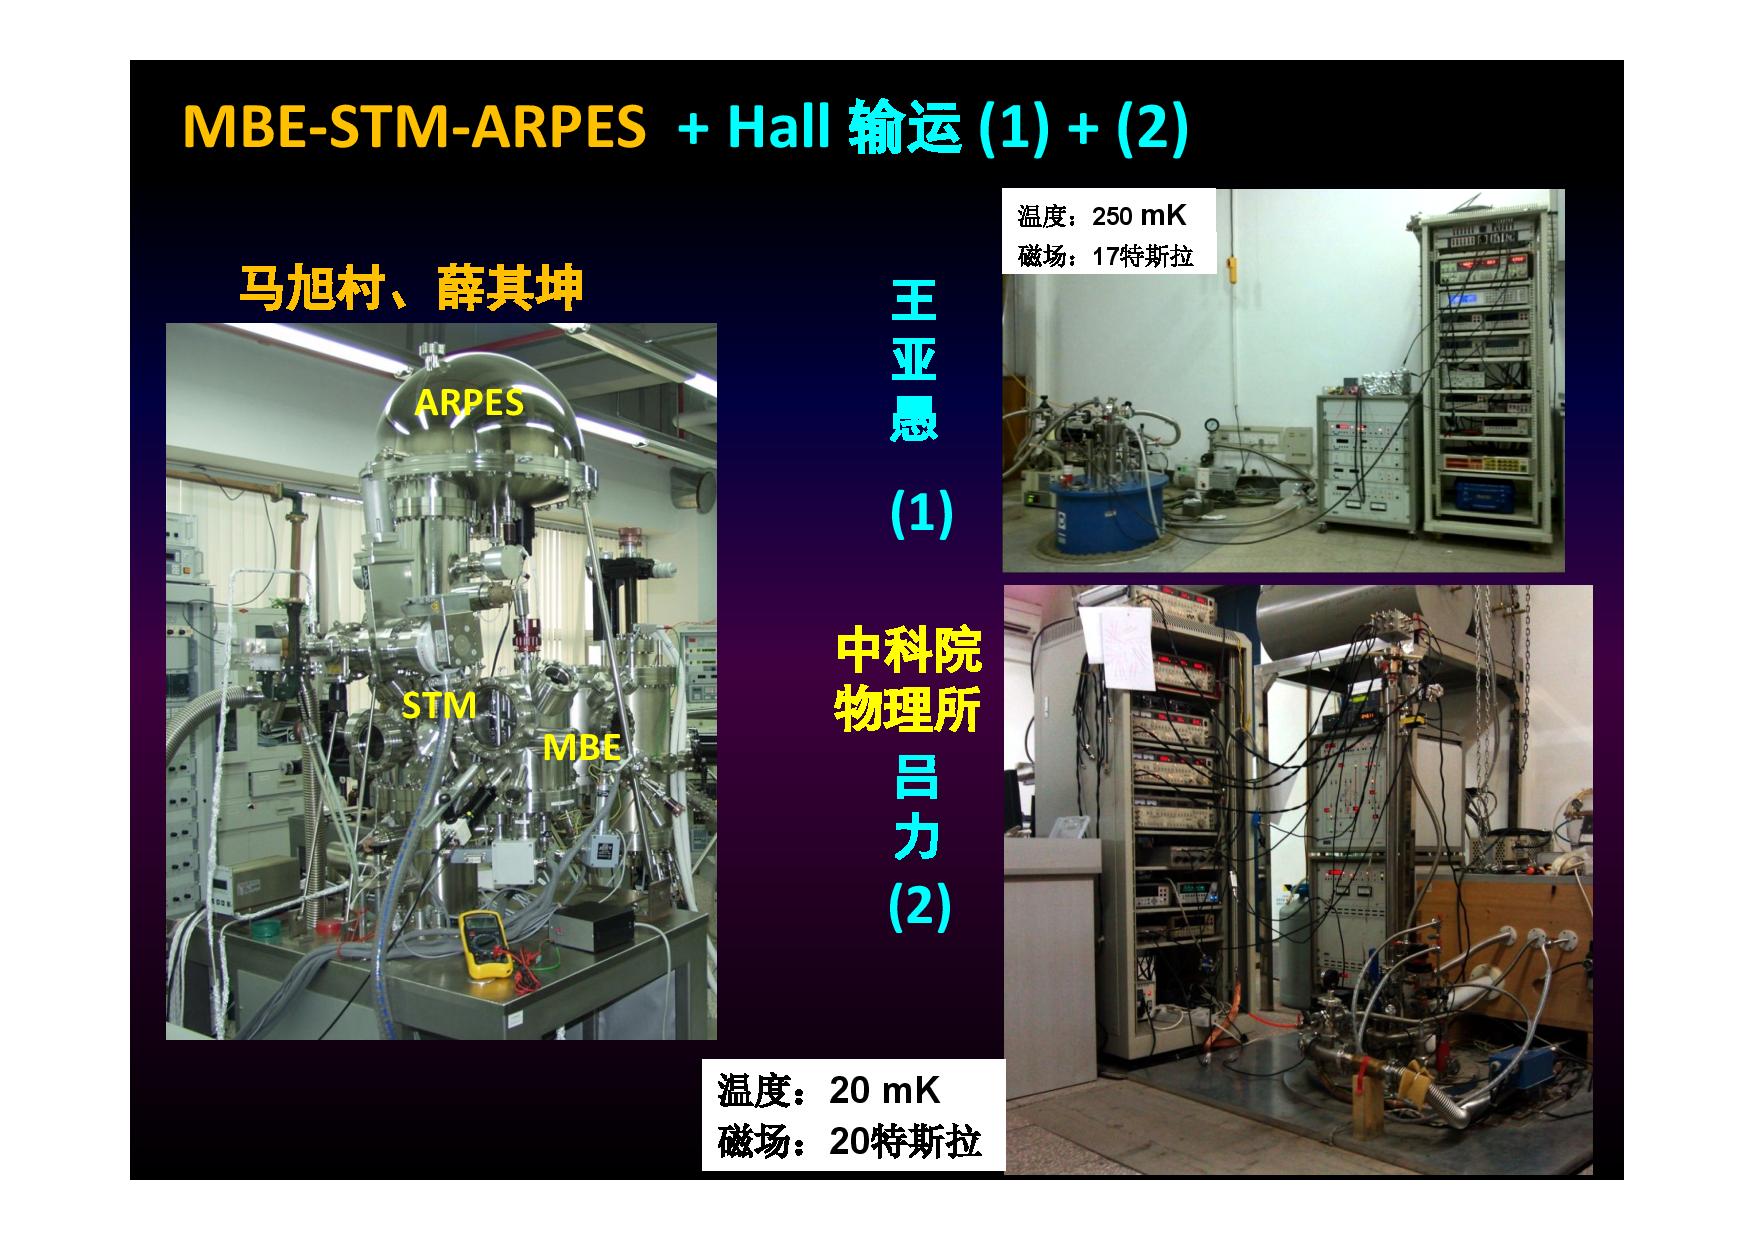 MBE-STM-ARPES + Hall 输运 (1) + (2)
马旭村、薛其坤
ARPES
STM
MBE
王
亚
愚
(1)
温度：250 mK
磁场：17特斯拉
中科院
物理所
吕
力
(2)
温度：20 mK
磁场：20特斯拉